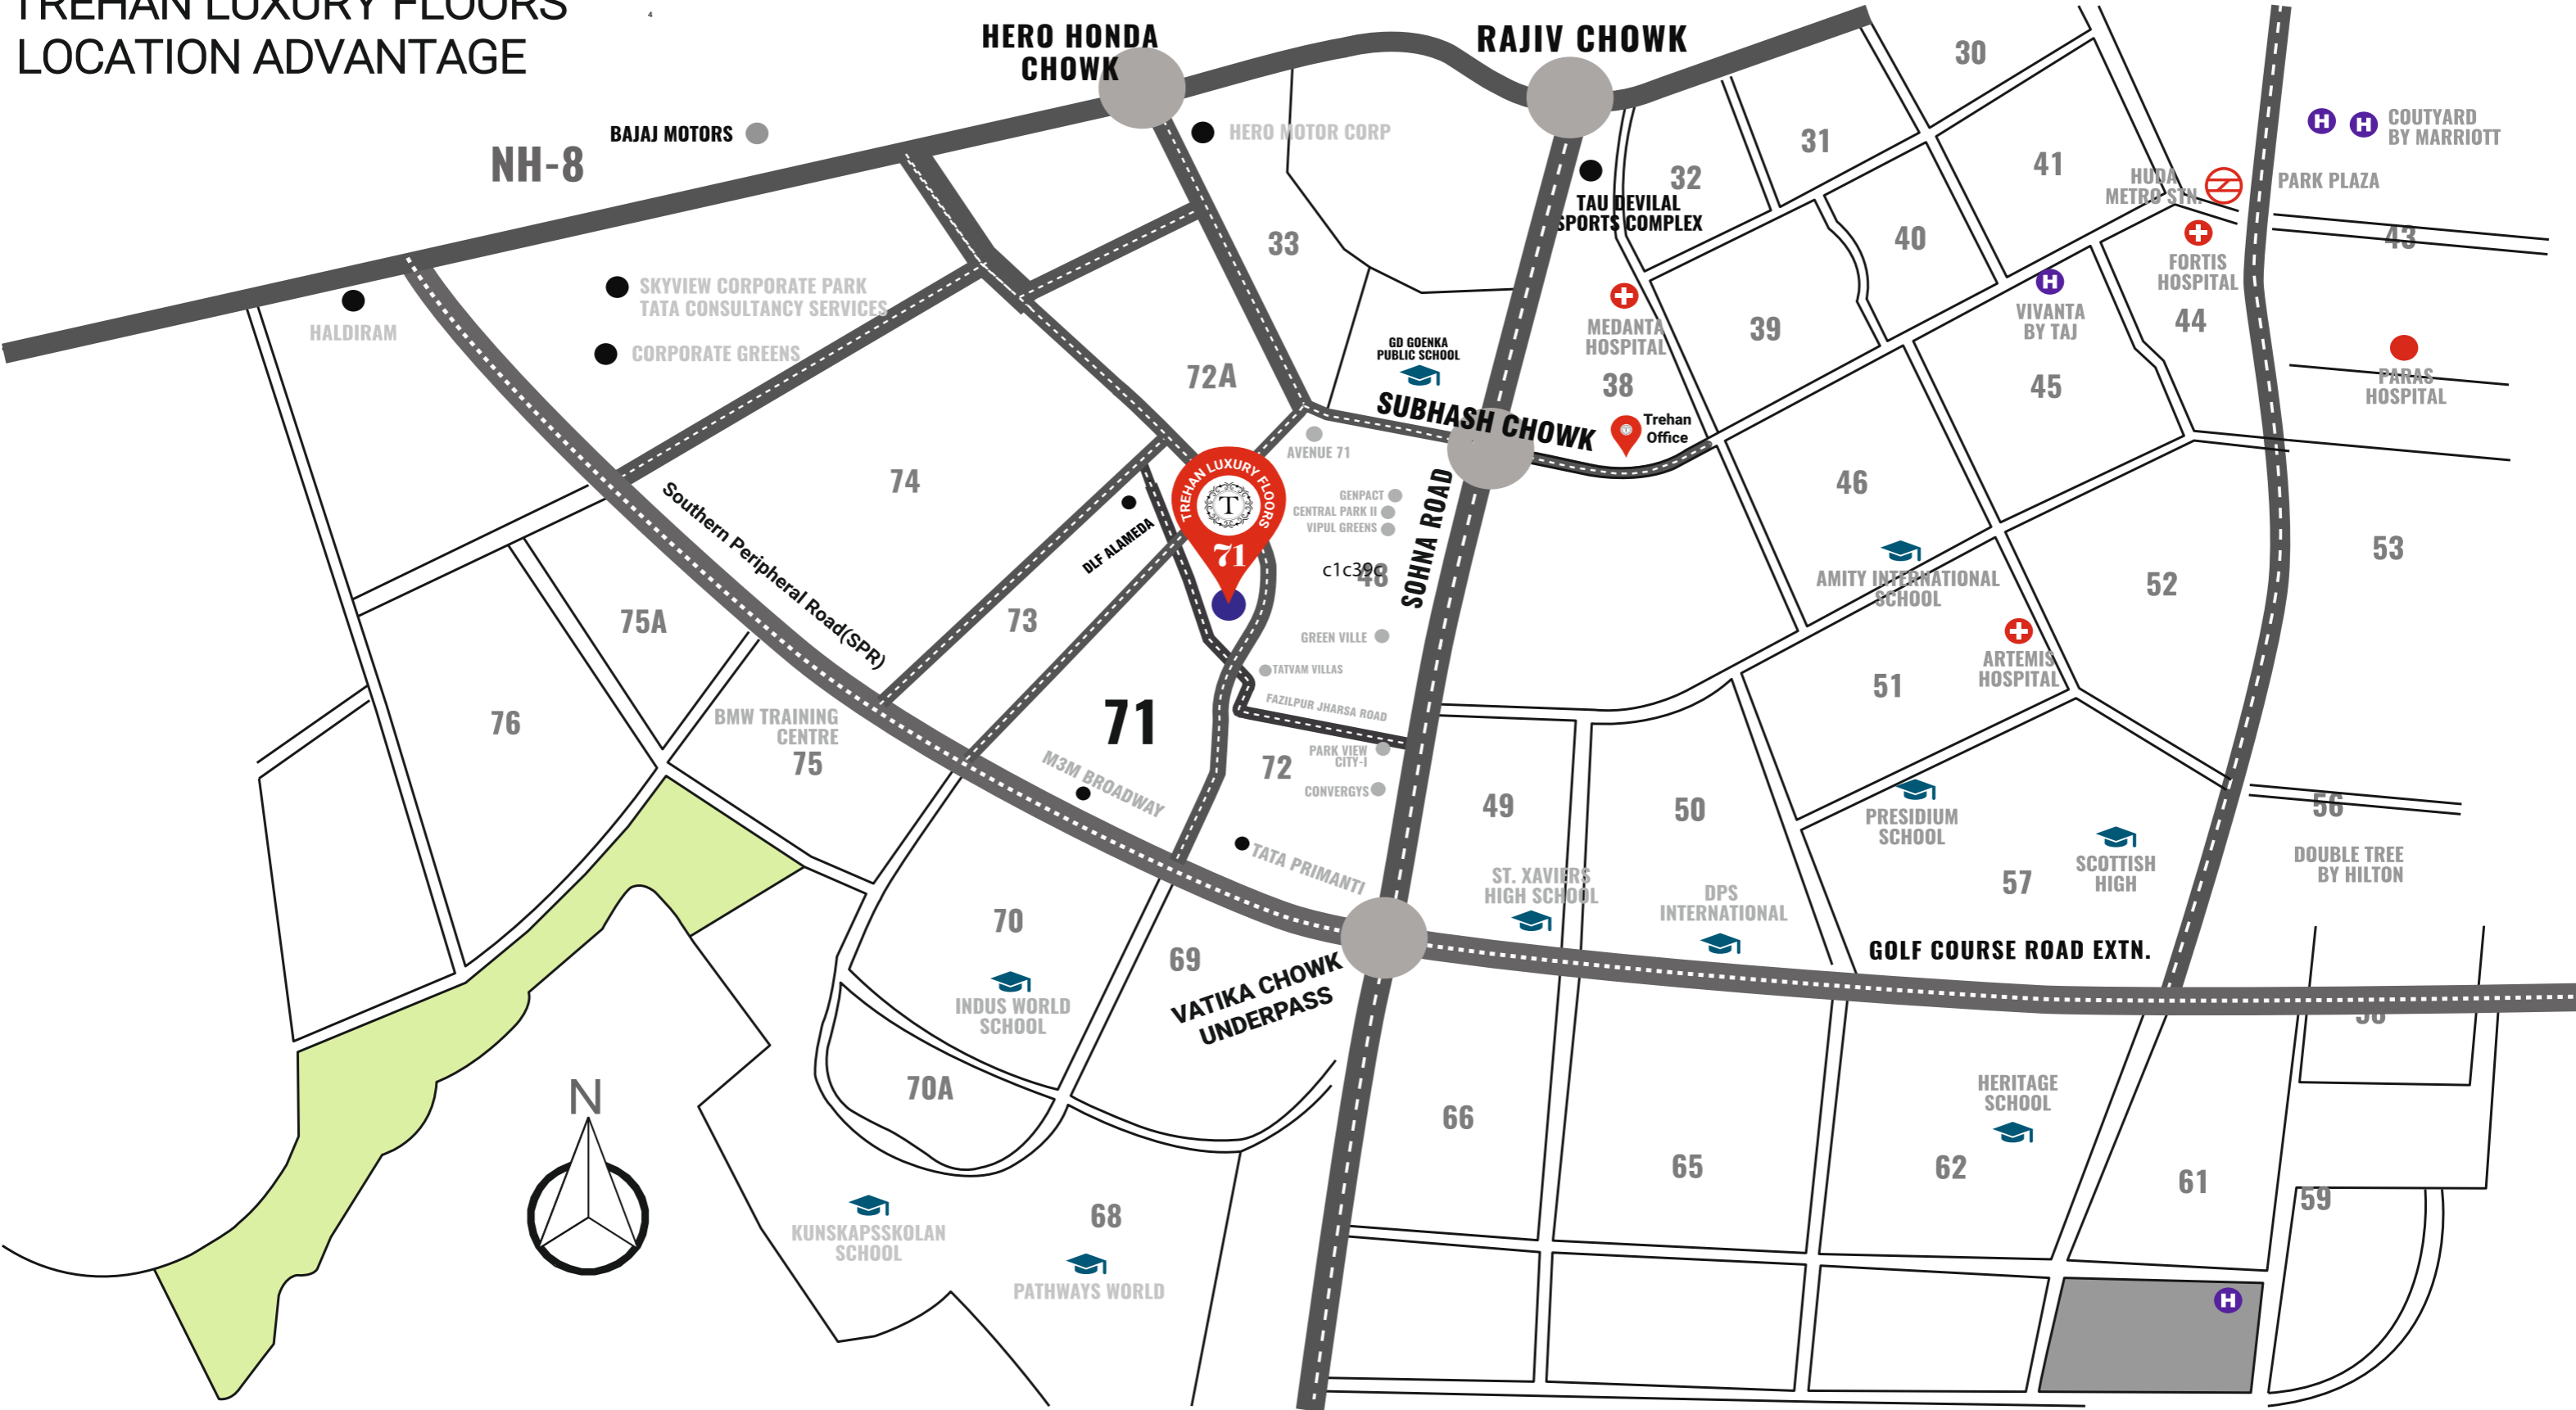 TREHAN LUXURY FLOORS
LOCATION ADVANTAGE
4
HERO HONDA
CHOWK
RAJIV CHOWK
30
BAJAJ MOTORS
HERO MOTOR CORP
NH-8
31
32
41
COUTYARD
BY MARRIOTT
H
H
HUDA
METRO STN.
PARK PLAZA
TAU DEVILAL
SPORTS COMPLEX
33
40
43
FORTIS
HOSPITAL
44
SKYVIEW CORPORATE PARK
TATA CONSULTANCY SERVICES
HALDIRAM
CORPORATE GREENS
H
VIVANTA
BY TAJ
45
MEDANTA
HOSPITAL
38
39
GD GOENKA
PUBLIC SCHOOL
72A
PARAS
HOSPITAL
SUBHASH CHOWK
Trehan
Office
AVENUE 71
74
46
Southern Peripheral Road(SPR)
DLF ALAMEDA
TREHAN LUXURY FLOORS
T
71
GENPACT
CENTRAL PARK II
VIPUL GREENS
c1c39c
48
SOHNA ROAD
53
AMITY INTERNATIONAL
SCHOOL
52
75A
73
GREEN VILLE
TATVAM VILLAS
ARTEMIS
HOSPITAL
51
FAZILPUR JHARSA ROAD
76
BMW TRAINING
CENTRE
75
71
M3M BROADWAY
72
PARK VIEW
CITY-I
CONVERGYS
49
50
56
PRESIDIUM
SCHOOL
SCOTTISH
HIGH
DOUBLE TREE
BY HILTON
TATA PRIMANTI
ST. XAVIERS
HIGH SCHOOL
DPS
INTERNATIONAL
57
70
69
GOLF COURSE ROAD EXTN.
VATIKA CHOWK
UNDERPASS
INDUS WORLD
SCHOOL
70A
N
66
HERITAGE
SCHOOL
65
62
61
59
68
KUNSKAPSSKOLAN
SCHOOL
PATHWAYS WORLD
H